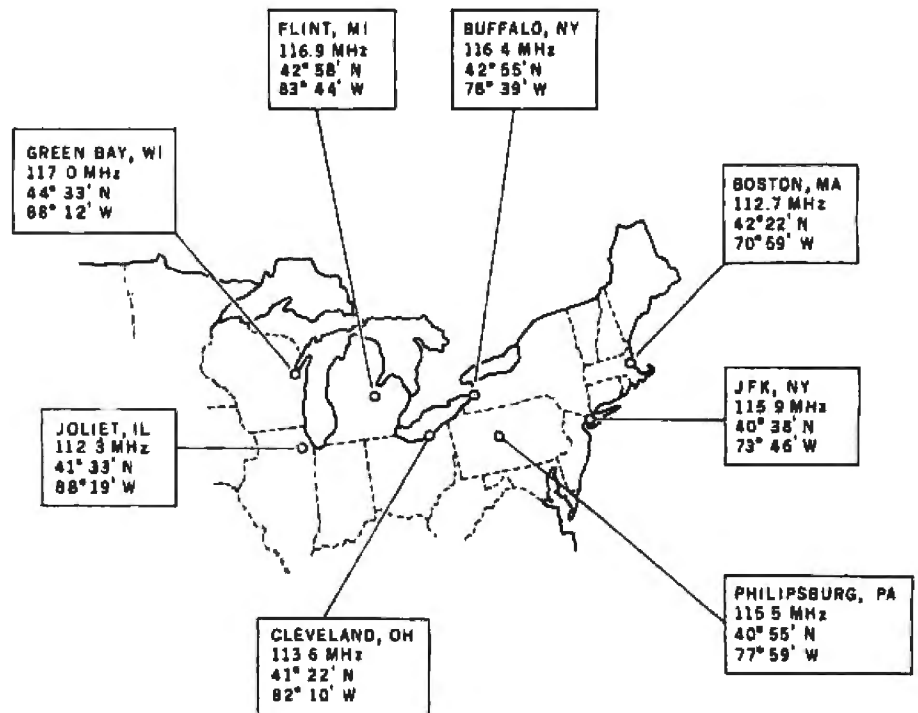 FLINT, MI
116.9 MHz
42° 58' N
83° 44' W
BUFFALO, NY
116 4 MHz
42° 55' N
78° 39' W
GREEN BAY, WI
117 0 MHz
44° 33' N
88° 12' W
BOSTON, MA
112.7 MHz
42° 22' N
70° 59' W
JOLIET, IL
112 3 MHz
41° 33' N
88° 19' W
JFK, NY
115 9 MHz
40° 38' N
73° 46' W
CLEVELAND, OH
113 6 MHz
41° 22' N
82° 10' W
PHILIPSBURG, PA
115 5 MHz
40° 55' N
77° 59' W